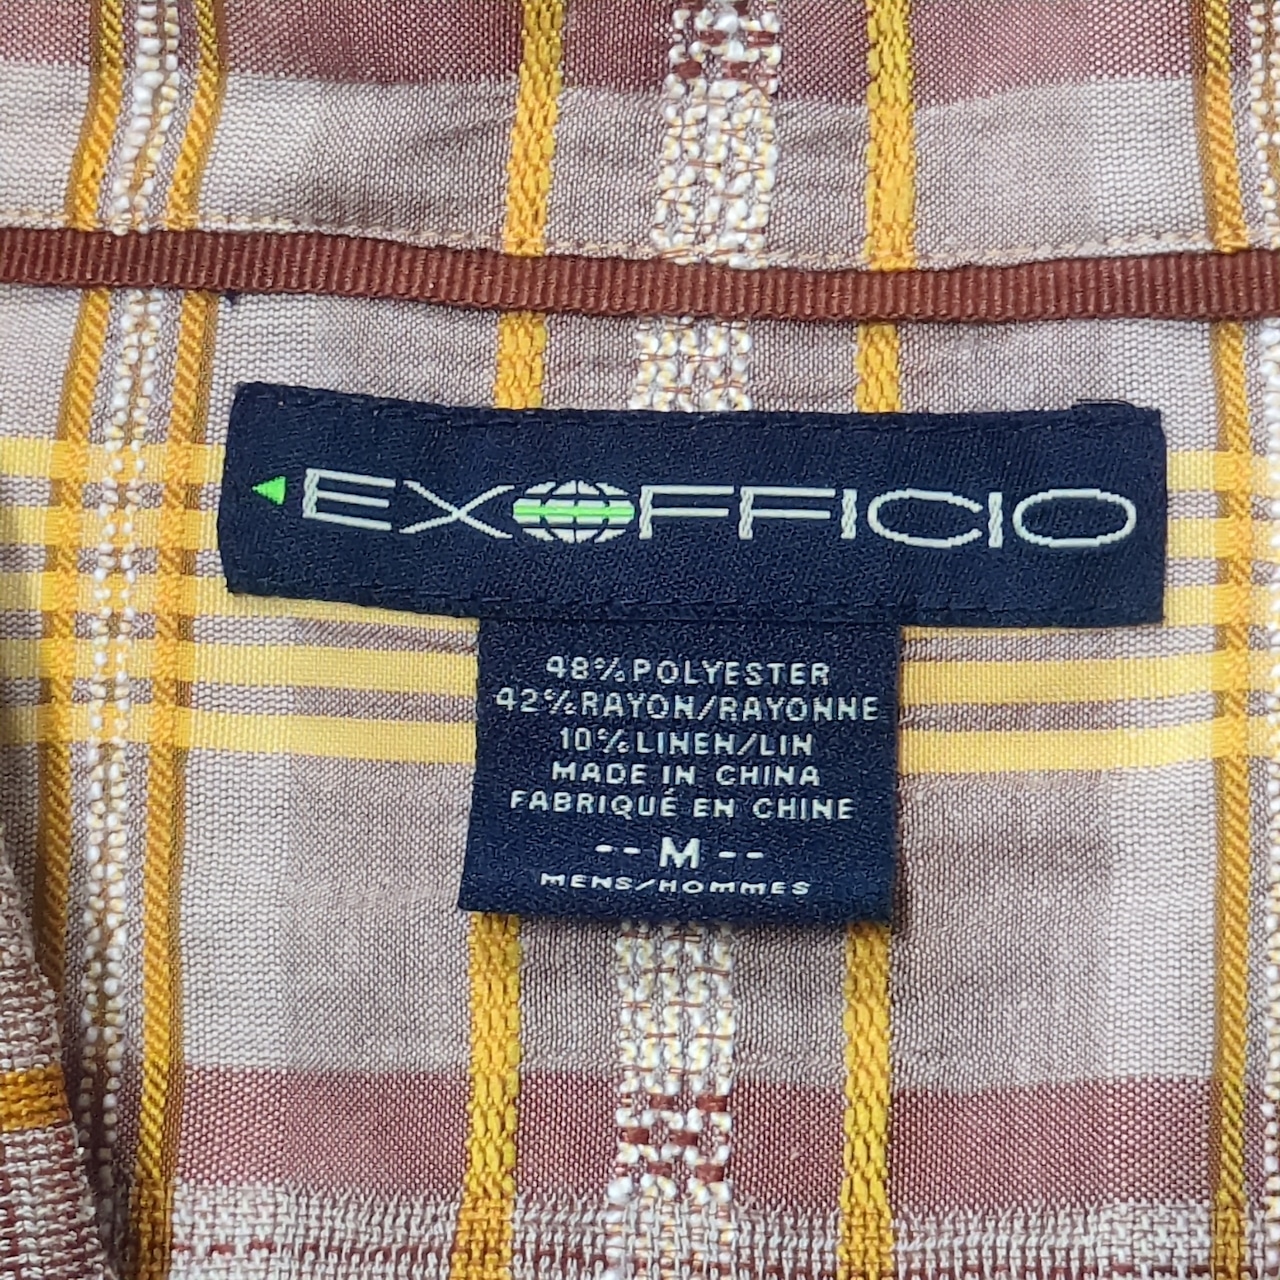 EXOFFICIO
48% POLYESTER
42% RAYON/RAYONNE
10% LINEN/LIN
MADE IN CHINA
FABRIQUÉ EN CHINE
-- M --
MENS/HOMMES